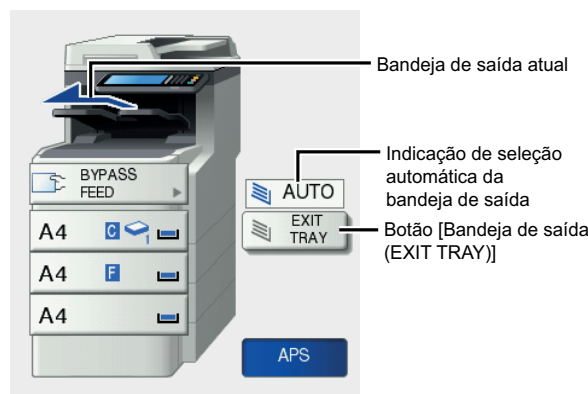 Bandeja de saída atual
BYPASS
FEED
A4 C 1
A4 F
A4
AUTO
EXIT
TRAY
APS
Indicação de seleção
automática da
bandeja de saída
Botão [Bandeja de saída
(EXIT TRAY)]